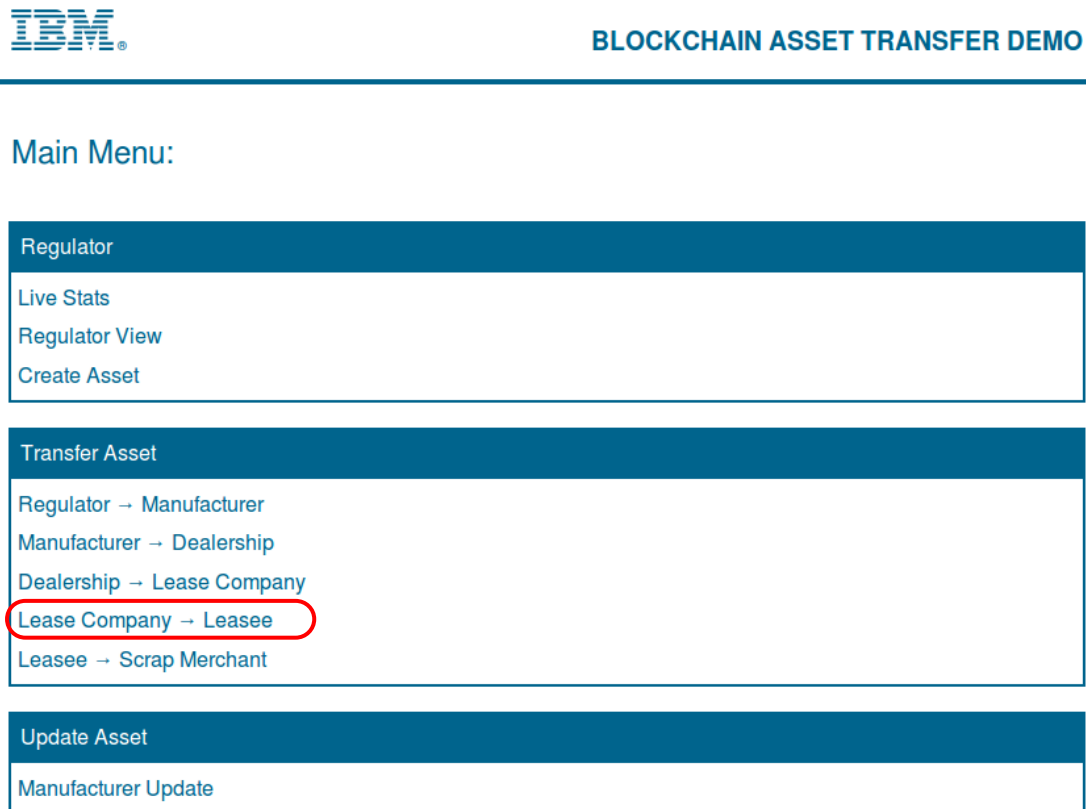 IBM®
BLOCKCHAIN ASSET TRANSFER DEMO
Main Menu:
Regulator
Live Stats
Regulator View
Create Asset
Transfer Asset
Regulator → Manufacturer
Manufacturer → Dealership
Dealership → Lease Company
Lease Company → Leasee
Leasee → Scrap Merchant
Update Asset
Manufacturer Update